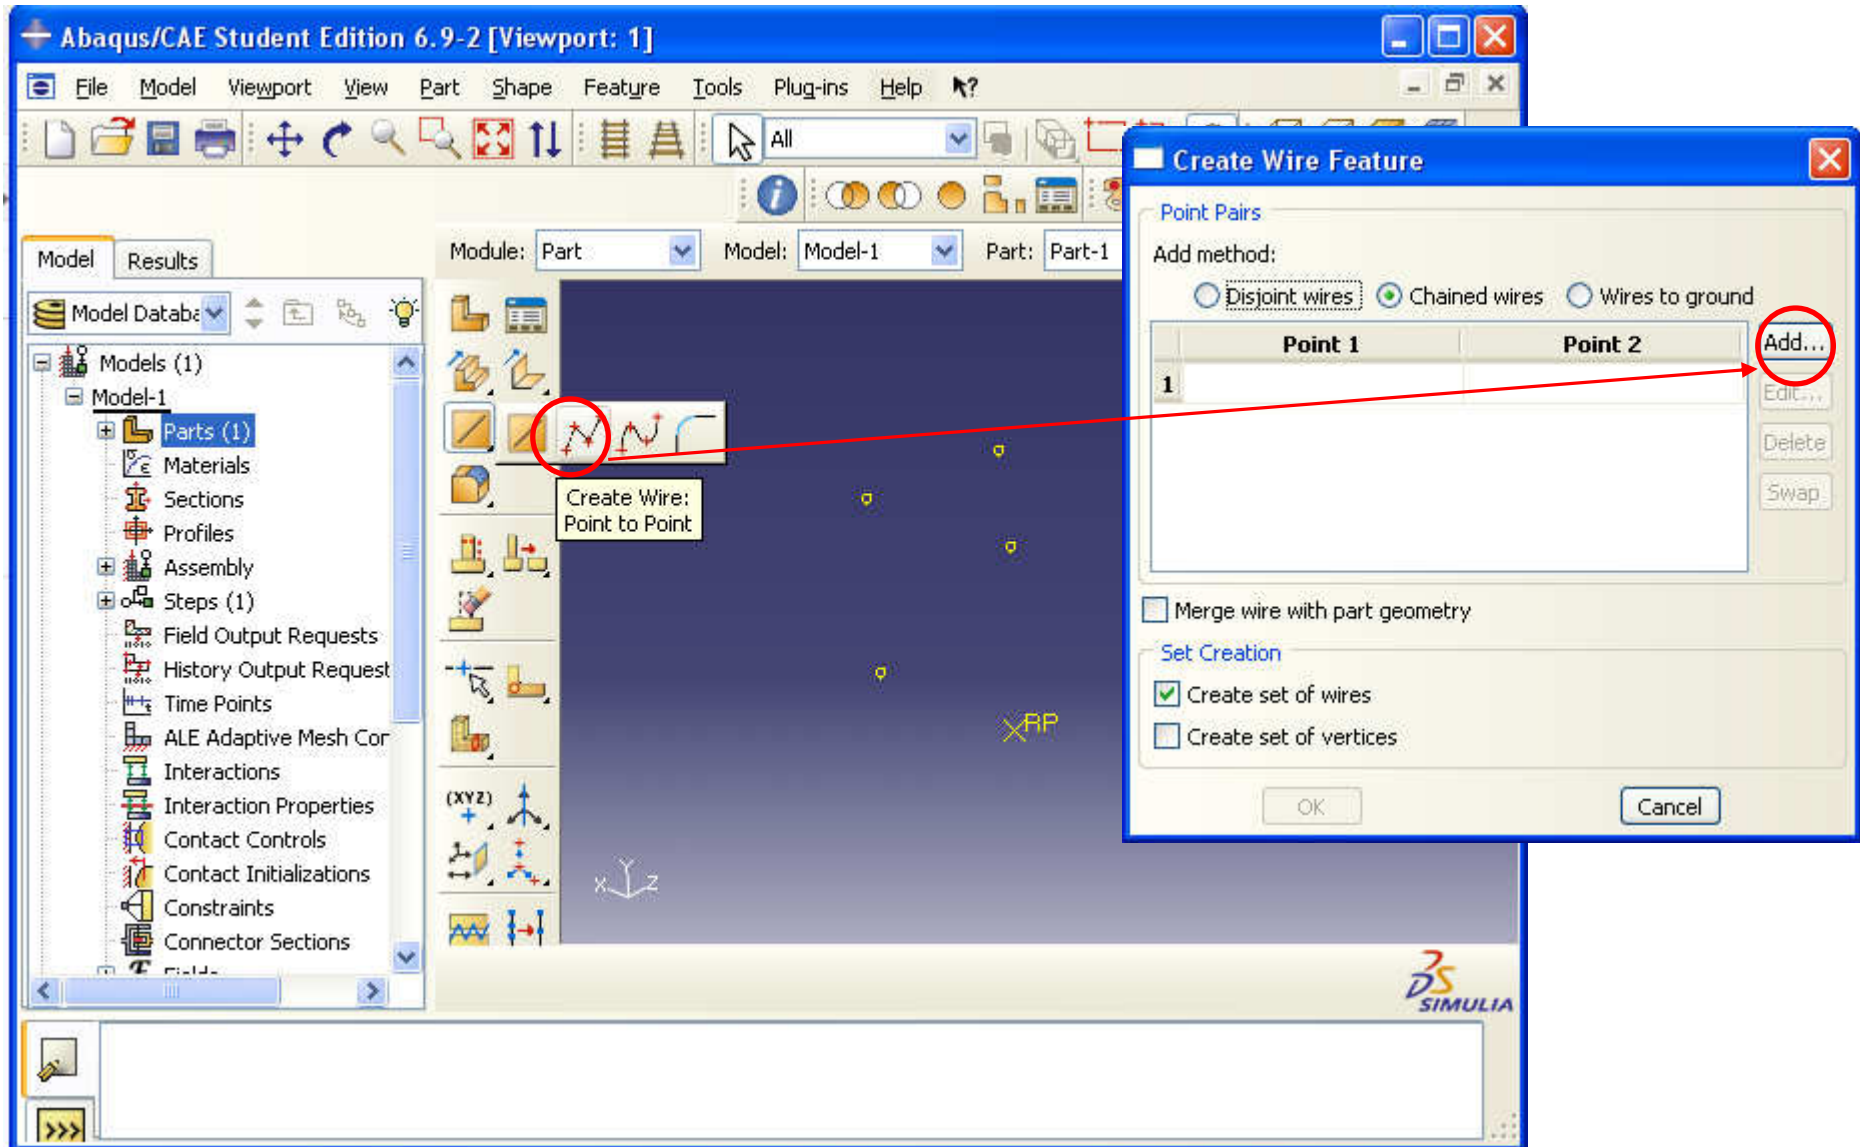 Abaqus/CAE Student Edition 6.9-2 [Viewport: 1]
File Model Viewport View Part Shape Feature Tools Plug-ins Help ?
All
Model Results
Module: Part Model: Model-1 Part: Part-1
Model Databa
Models (1)
Model-1
Parts (1)
Materials
Sections
Profiles
Assembly
Steps (1)
Field Output Requests
History Output Request
Time Points
ALE Adaptive Mesh Cor
Interactions
Interaction Properties
Contact Controls
Contact Initializations
Constraints
Connector Sections
Create Wire:
Point to Point
(XYZ)
RP
Y
X Z
SIMULIA
>>>
Create Wire Feature
Point Pairs
Add method:
Disjoint wires Chained wires Wires to ground
Point 1 Point 2
1
Add...
Edit...
Delete
Swap
Merge wire with part geometry
Set Creation
Create set of wires
Create set of vertices
OK Cancel